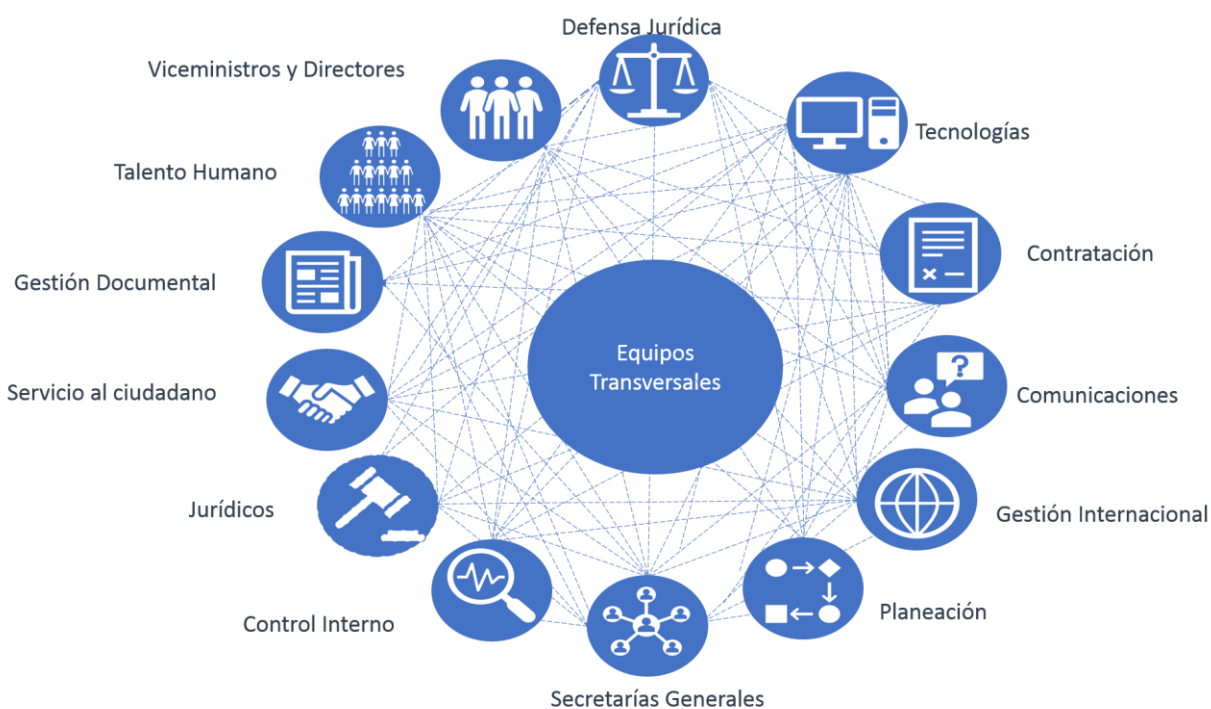 Defensa Jurídica
Viceministros y Directores
Tecnologías
Talento Humano
Contratación
Gestión Documental
Equipos
Transversales
Servicio al ciudadano
Comunicaciones
?
Jurídicos
Gestión Internacional
Control Interno
Planeación
Secretarías Generales